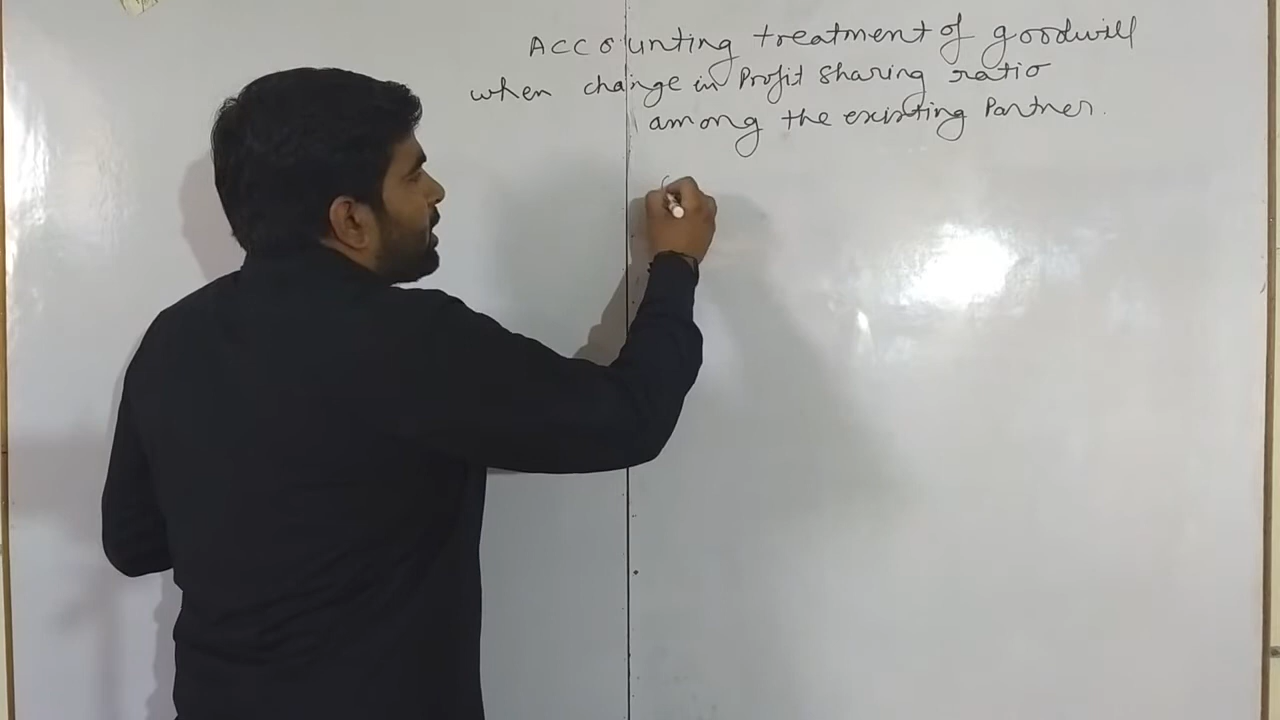 Accounting treatment of goodwill
when change in Profit sharing ratio
among the existing Partner.